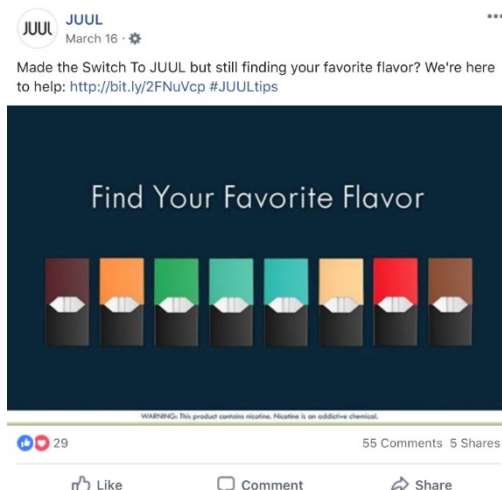 JUUL
JUUL
March 16 ·
Made the Switch To JUUL but still finding your favorite flavor? We're here
to help: http://bit.ly/2FNuVcp #JUULtips
Find Your Favorite Flavor
WARNING: This product contains nicotine. Nicotine is an addictive chemical.
29
55 Comments 5 Shares
Like
Comment
Share